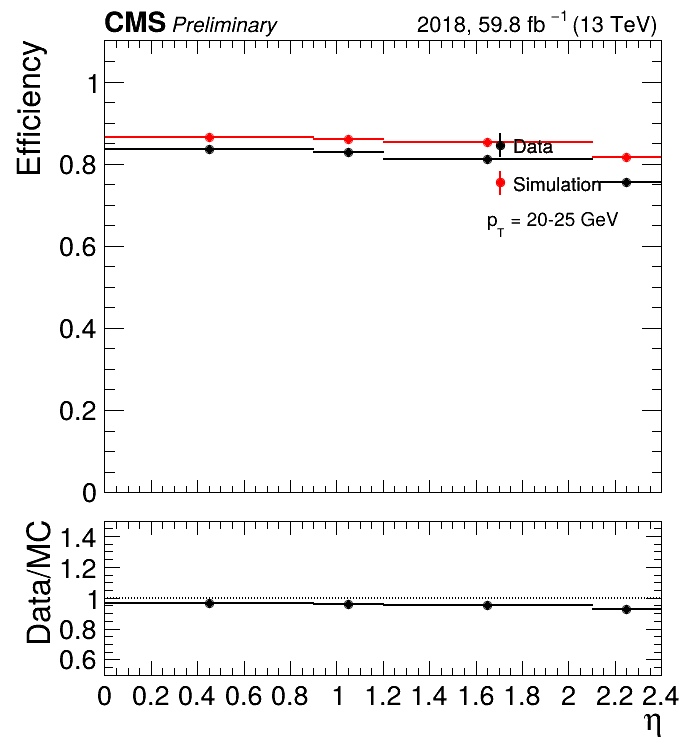 CMS Preliminary 2018, 59.8 fb⁻¹ (13 TeV)
Efficiency
1
0.8
0.6
0.4
0.2
0
Data
Simulation
p_T = 20-25 GeV
Data/MC
1.4
1.2
1
0.8
0.6
0 0.2 0.4 0.6 0.8 1 1.2 1.4 1.6 1.8 2 2.2 2.4
η